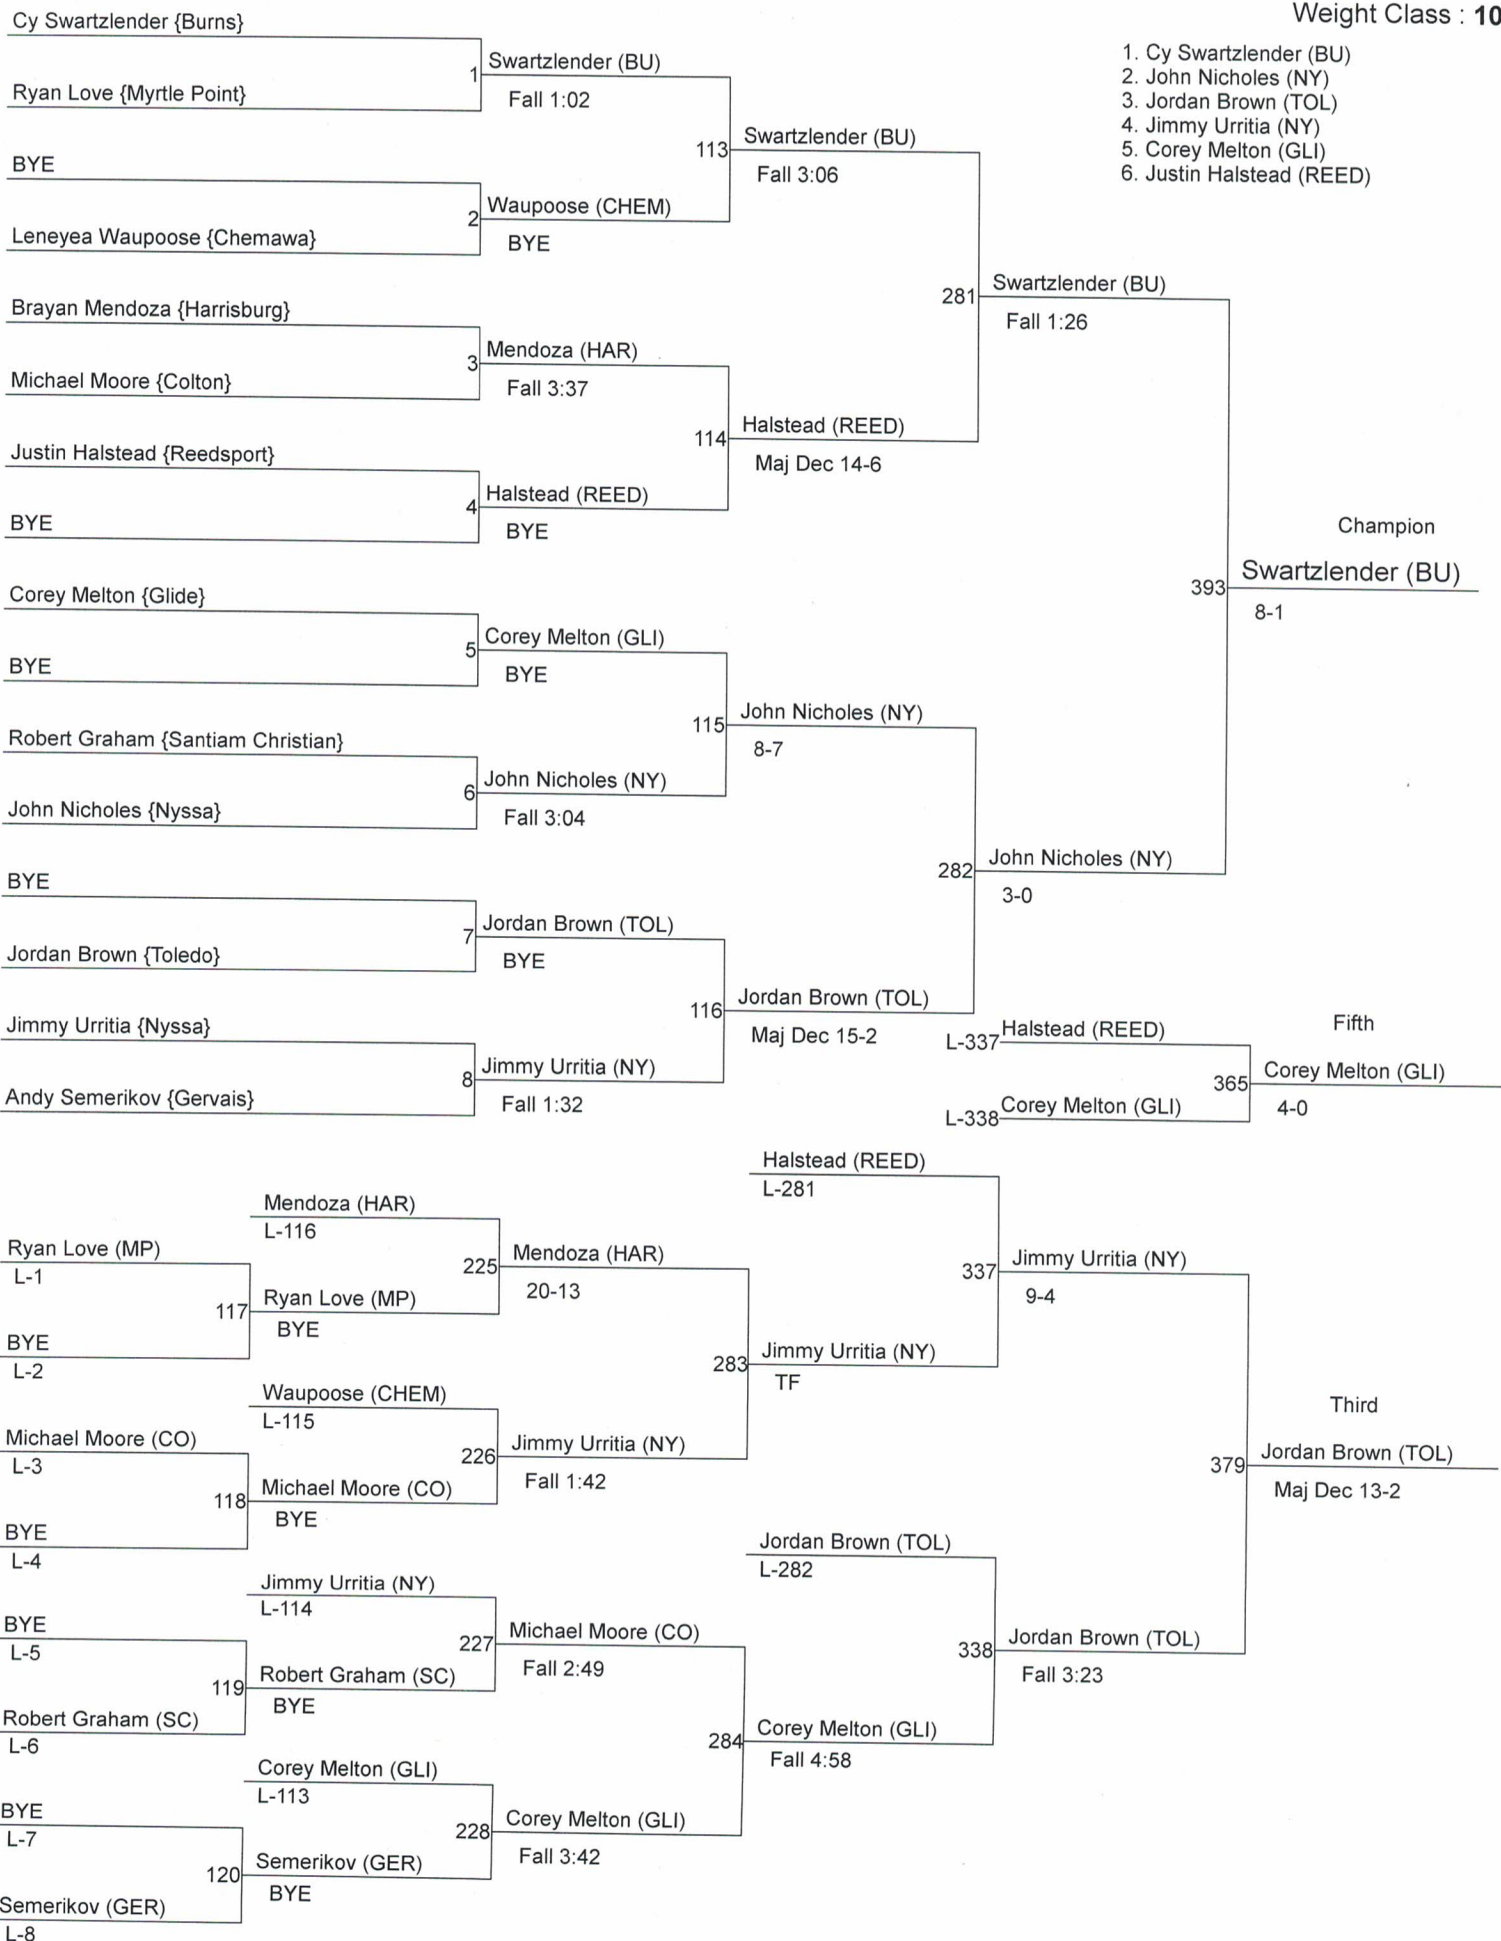 Weight Class : 10
1. Cy Swartzlender (BU)
2. John Nicholes (NY)
3. Jordan Brown (TOL)
4. Jimmy Urritia (NY)
5. Corey Melton (GLI)
6. Justin Halstead (REED)
Cy Swartzlender {Burns}
1
Ryan Love {Myrtle Point}
BYE
2
Leneyea Waupoose {Chemawa}
Brayan Mendoza {Harrisburg}
3
Michael Moore {Colton}
Justin Halstead {Reedsport}
4
BYE
Corey Melton {Glide}
5
BYE
Robert Graham {Santiam Christian}
6
John Nicholes {Nyssa}
BYE
7
Jordan Brown {Toledo}
Jimmy Urritia {Nyssa}
8
Andy Semerikov {Gervais}
Swartzlender (BU)
Fall 1:02
113
Waupoose (CHEM)
BYE
Mendoza (HAR)
Fall 3:37
114
Halstead (REED)
BYE
Corey Melton (GLI)
BYE
115
John Nicholes (NY)
Fall 3:04
Jordan Brown (TOL)
BYE
116
Jimmy Urritia (NY)
Fall 1:32
Swartzlender (BU)
Fall 3:06
281
Halstead (REED)
Maj Dec 14-6
John Nicholes (NY)
8-7
282
Jordan Brown (TOL)
Maj Dec 15-2
Swartzlender (BU)
Fall 1:26
393
John Nicholes (NY)
3-0
Champion
Swartzlender (BU)
8-1
L-337
Halstead (REED)
365
L-338
Corey Melton (GLI)
Fifth
Corey Melton (GLI)
4-0
Ryan Love (MP)
L-1
117
BYE
L-2
Michael Moore (CO)
L-3
118
BYE
L-4
BYE
L-5
119
Robert Graham (SC)
L-6
BYE
L-7
120
Semerikov (GER)
L-8
Mendoza (HAR)
L-116
225
Ryan Love (MP)
BYE
Waupoose (CHEM)
L-115
226
Michael Moore (CO)
BYE
Jimmy Urritia (NY)
L-114
227
Robert Graham (SC)
BYE
Corey Melton (GLI)
L-113
228
Semerikov (GER)
BYE
Mendoza (HAR)
20-13
283
Jimmy Urritia (NY)
Fall 1:42
Michael Moore (CO)
Fall 2:49
284
Corey Melton (GLI)
Fall 3:42
Halstead (REED)
L-281
337
Jimmy Urritia (NY)
TF
Jordan Brown (TOL)
L-282
338
Corey Melton (GLI)
Fall 4:58
Jimmy Urritia (NY)
9-4
379
Jordan Brown (TOL)
Fall 3:23
Third
Jordan Brown (TOL)
Maj Dec 13-2